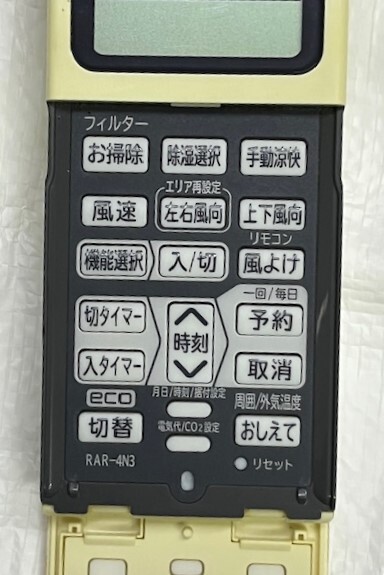 フィルター
お掃除 除湿選択 手動涼快
エリア再設定
風速 左右風向 上下風向
リモコン
機能選択 入/切 風よけ
一回/毎日
切タイマー 時刻 予約
入タイマー 取消
eco 月日/時刻/据付設定 周囲/外気温度
切替 電気代/CO2設定 おしえて
RAR-4N3 リセット